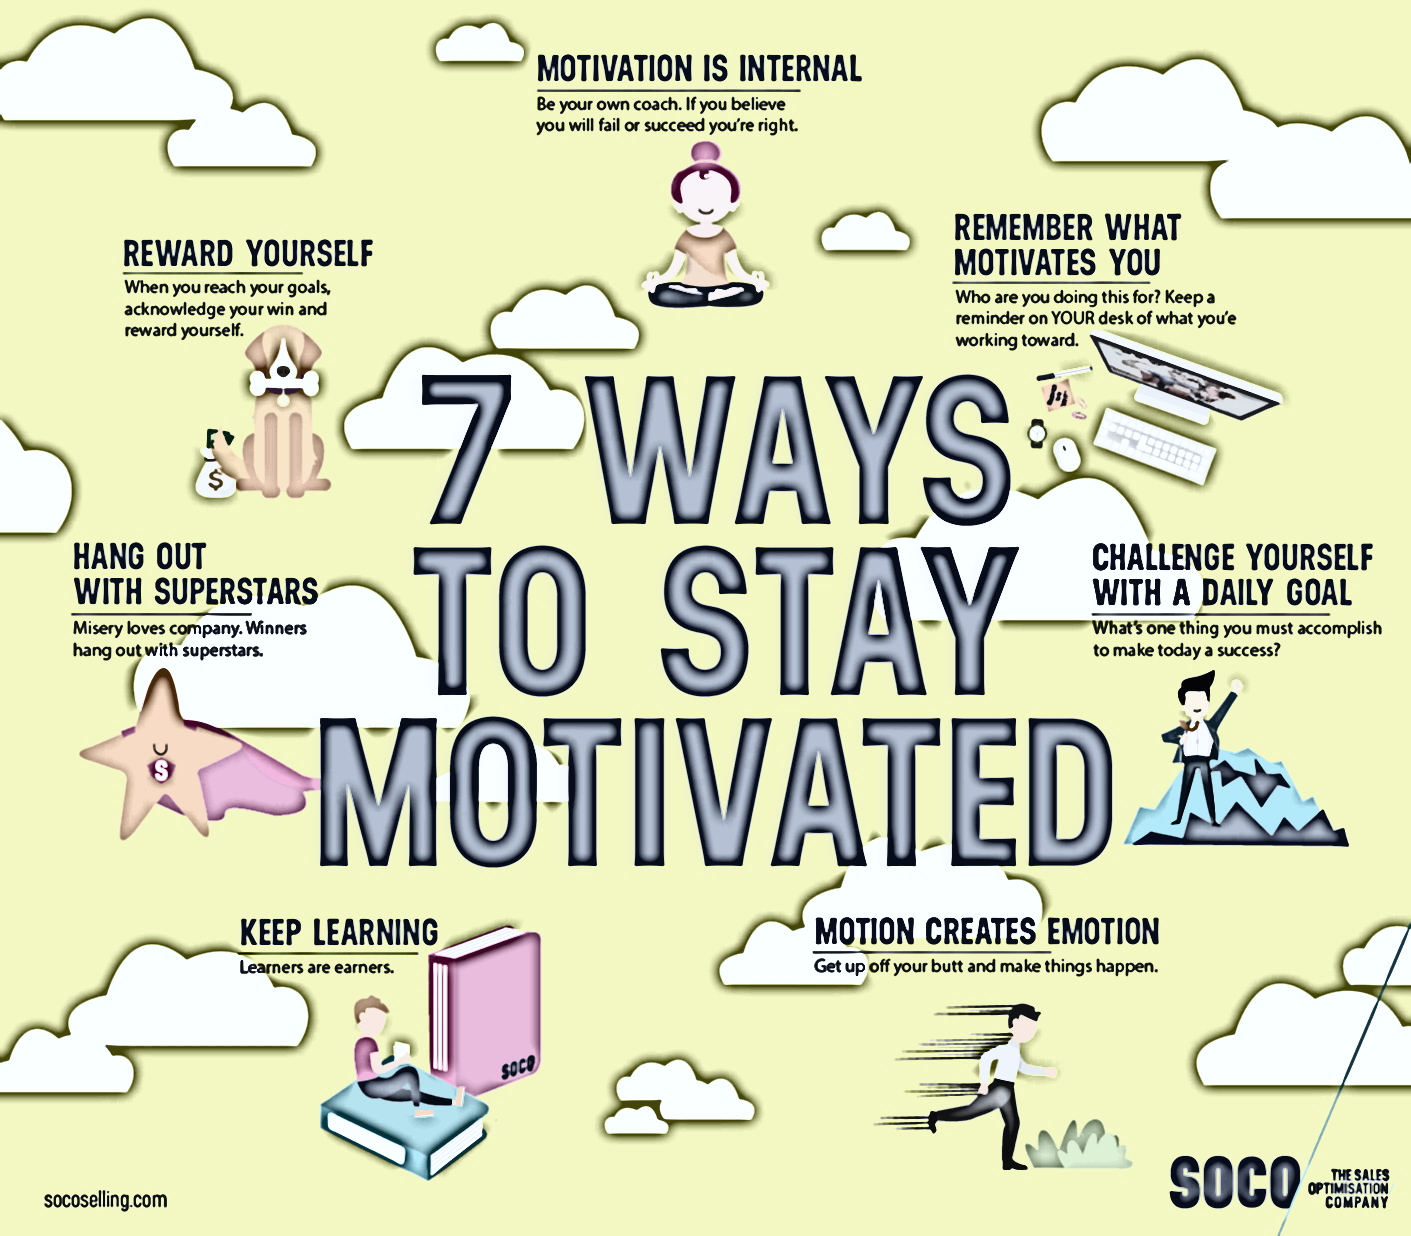 MOTIVATION IS INTERNAL
Be your own coach. If you believe
you will fail or succeed you're right.
REMEMBER WHAT
MOTIVATES YOU
Who are you doing this for? Keep a
reminder on YOUR desk of what you'e
working toward.
REWARD YOURSELF
When you reach your goals,
acknowledge your win and
reward yourself.
$
7 WAYS
TO STAY
MOTIVATED
HANG OUT
WITH SUPERSTARS
Misery loves company. Winners
hang out with superstars.
S
CHALLENGE YOURSELF
WITH A DAILY GOAL
What's one thing you must accomplish
to make today a success?
KEEP LEARNING
Learners are earners.
SOCO
MOTION CREATES EMOTION
Get up off your butt and make things happen.
socoselling.com
SOCO
THE SALES
OPTIMISATION
COMPANY